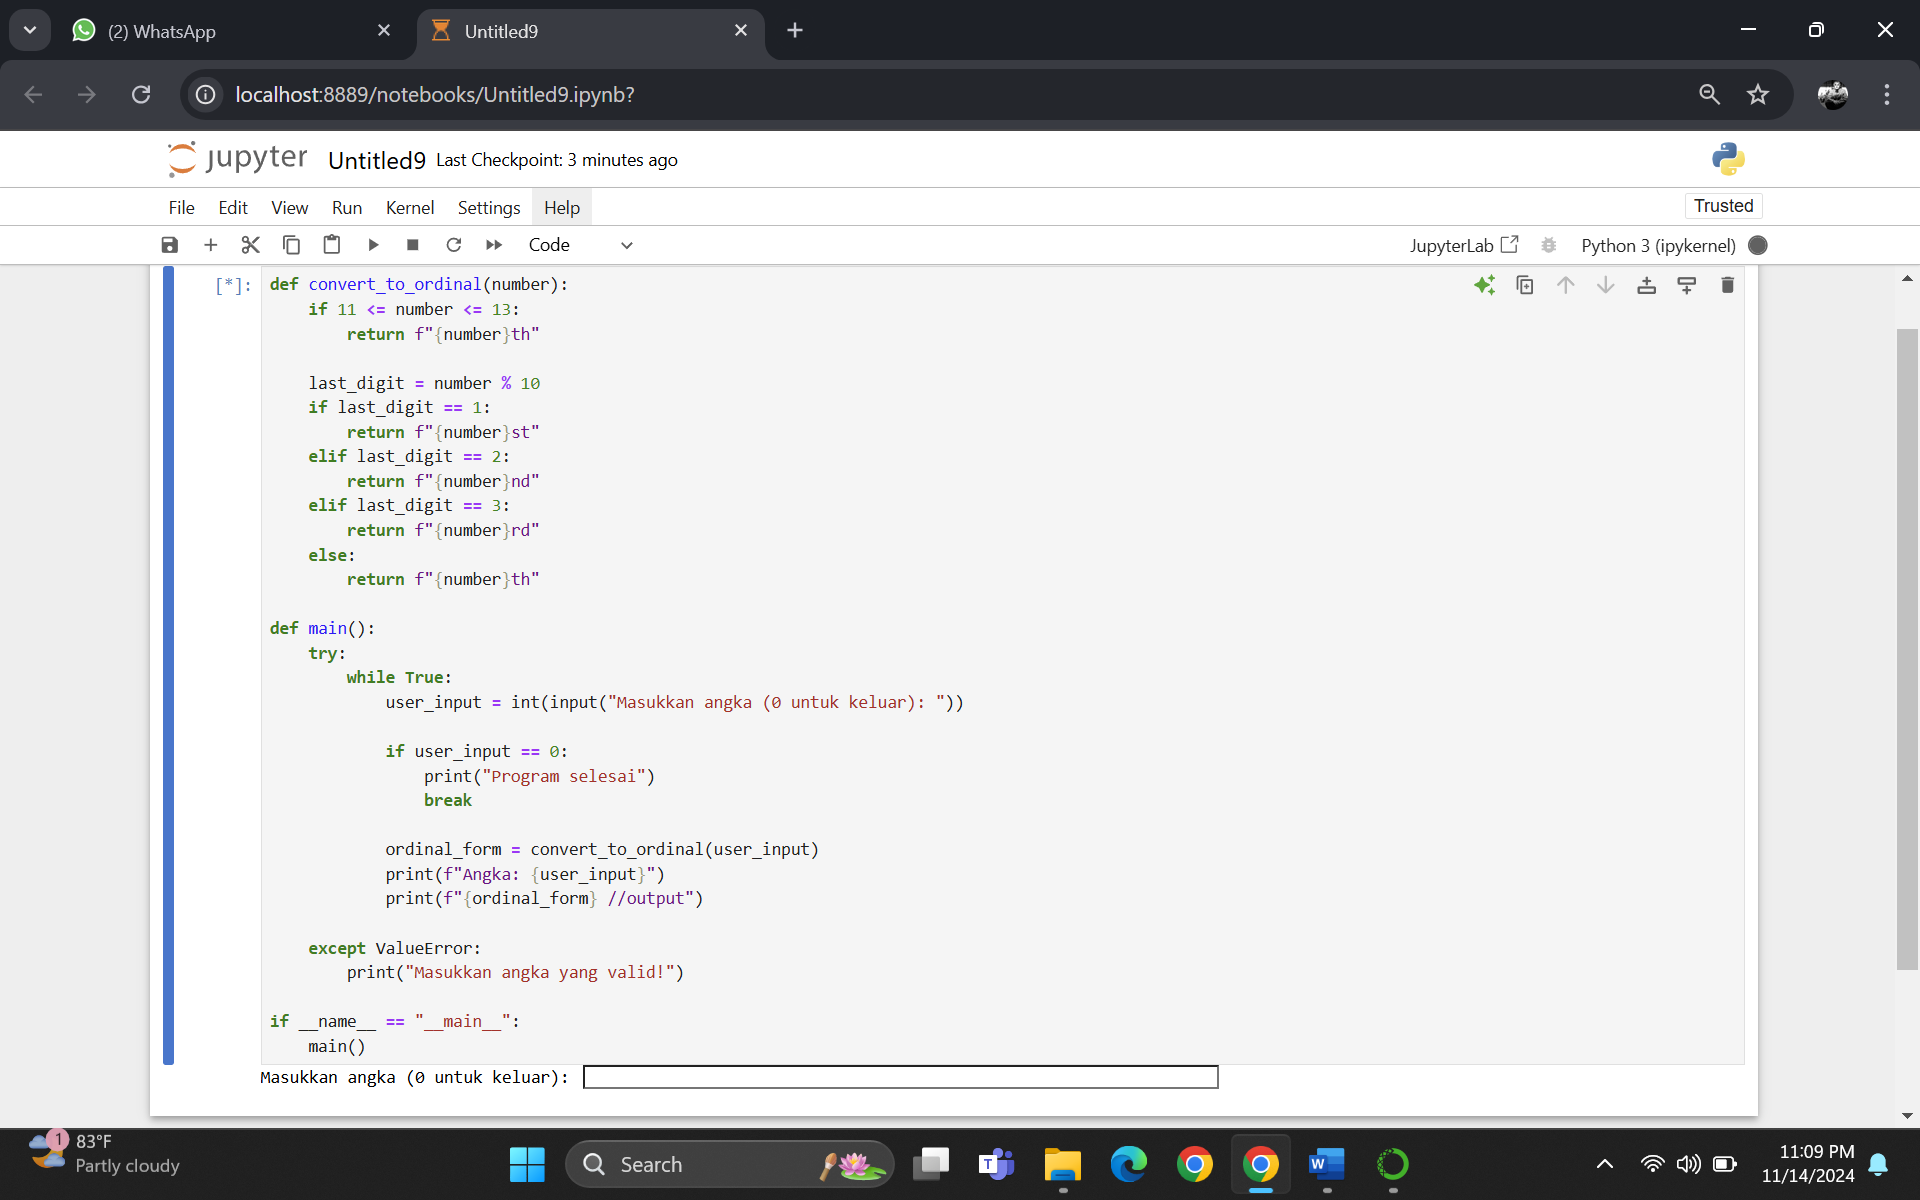 (2) WhatsApp
Untitled9
localhost:8889/notebooks/Untitled9.ipynb?
jupyter Untitled9 Last Checkpoint: 3 minutes ago
File Edit View Run Kernel Settings Help
Trusted
Code
JupyterLab
Python 3 (ipykernel)
[*]:
def convert_to_ordinal(number):
    if 11 <= number <= 13:
        return f"{number}th"

    last_digit = number % 10
    if last_digit == 1:
        return f"{number}st"
    elif last_digit == 2:
        return f"{number}nd"
    elif last_digit == 3:
        return f"{number}rd"
    else:
        return f"{number}th"

def main():
    try:
        while True:
            user_input = int(input("Masukkan angka (0 untuk keluar): "))

            if user_input == 0:
                print("Program selesai")
                break

            ordinal_form = convert_to_ordinal(user_input)
            print(f"Angka: {user_input}")
            print(f"{ordinal_form} //output")

    except ValueError:
        print("Masukkan angka yang valid!")

if __name__ == "__main__":
    main()
Masukkan angka (0 untuk keluar):
1
83°F
Partly cloudy
Search
T
W
11:09 PM
11/14/2024